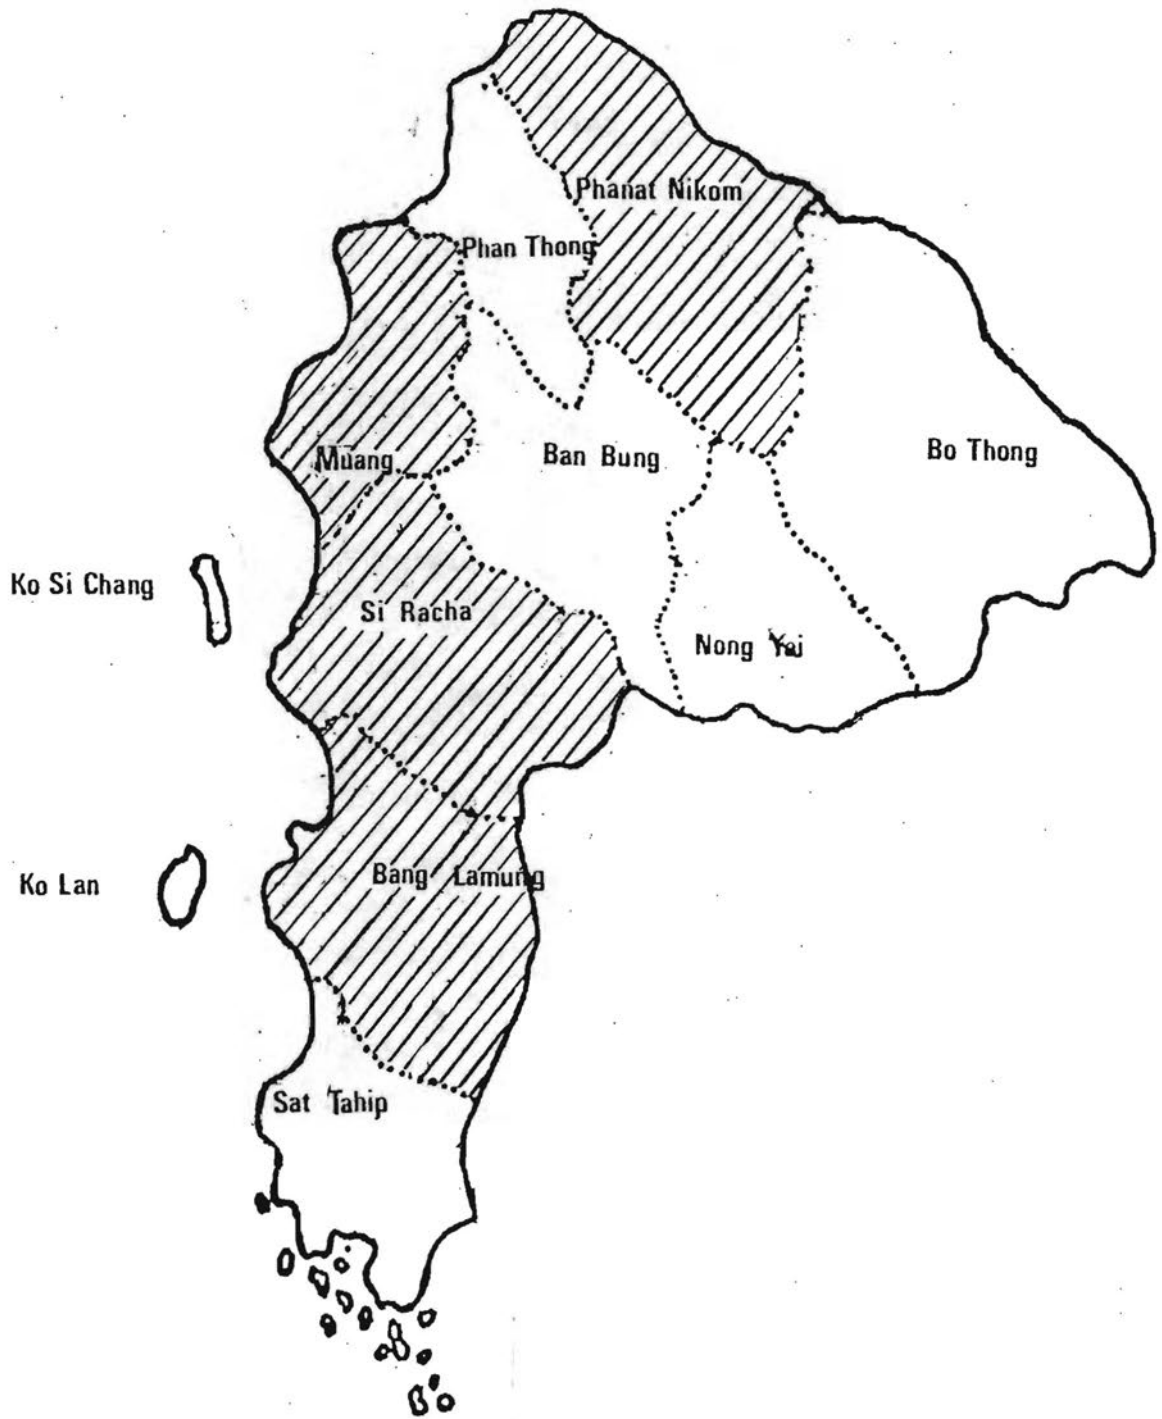 Phanat Nikom
Phan Thong
Muang
Ban Bung
Bo Thong
Ko Si Chang
Si Racha
Nong Yai
Ko Lan
Bang Lamung
Sat Tahip